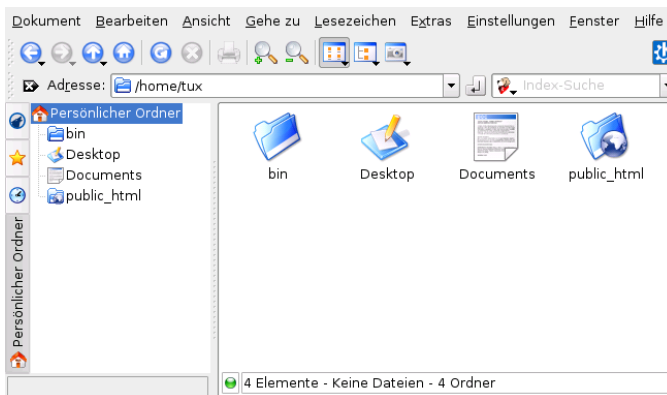 Dokument Bearbeiten Ansicht Gehe zu Lesezeichen Extras Einstellungen Fenster Hilfe
Adresse: /home/tux Index-Suche
Persönlicher Ordner
bin
Desktop
Documents
public_html
bin Desktop Documents public_html
Persönlicher Ordner
4 Elemente - Keine Dateien - 4 Ordner